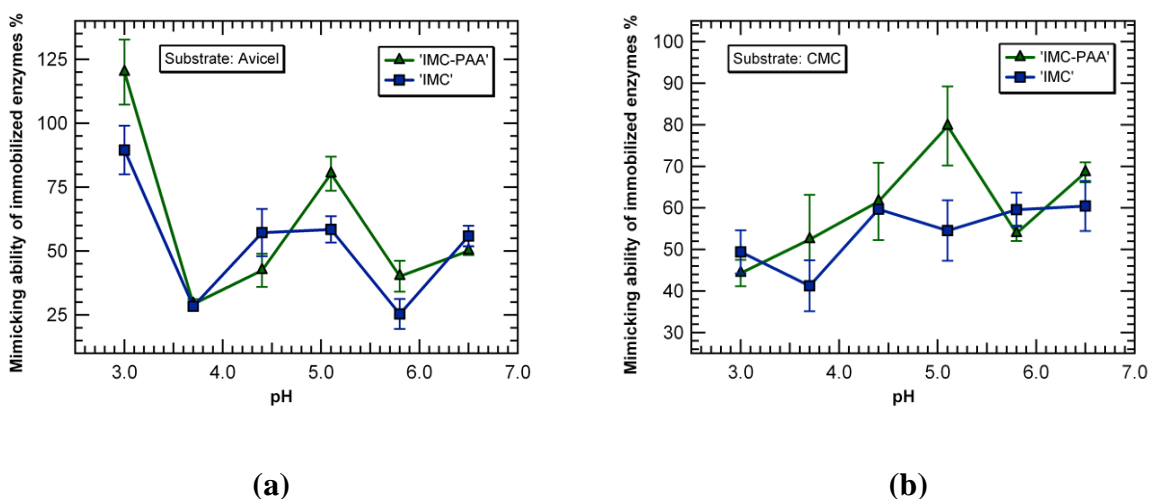 Mimicking ability of immobilized enzymes %
125
100
75
50
25
Substrate: Avicel
'IMC-PAA'
'IMC'
3.0 4.0 5.0 6.0 7.0
pH
(a)
Mimicking ability of immobilized enzymes %
100
90
80
70
60
50
40
30
Substrate: CMC
'IMC-PAA'
'IMC'
3.0 4.0 5.0 6.0 7.0
pH
(b)